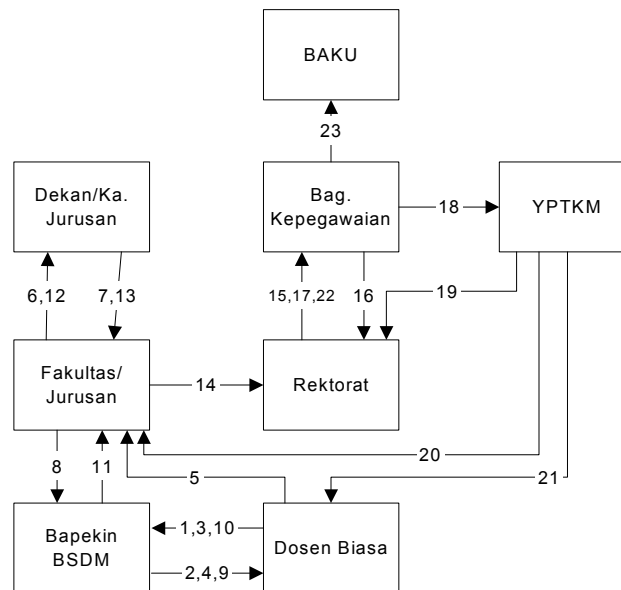 BAKU
23
Dekan/Ka.
Jurusan
Bag.
Kepegawaian
18
YPTKM
6,12
7,13
15,17,22
16
19
Fakultas/
Jurusan
14
Rektorat
8
11
5
20
21
Bapekin
BSDM
1,3,10
2,4,9
Dosen Biasa